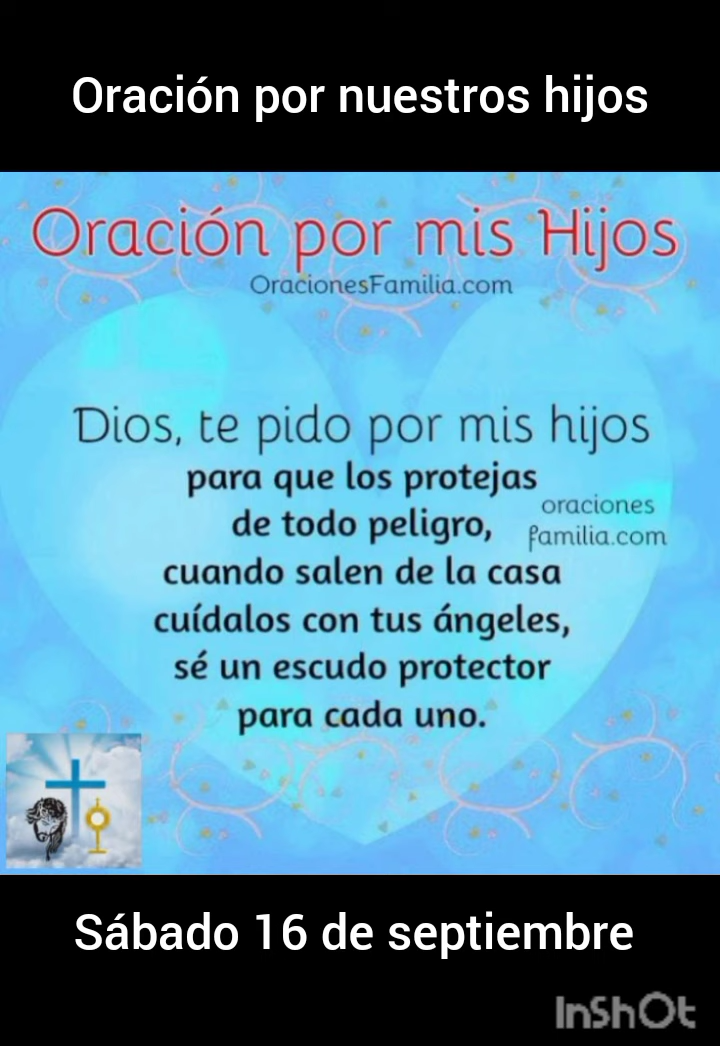 Oración por nuestros hijos
Oración por mis Hijos
OracionesFamilia.com
Dios, te pido por mis hijos
para que los protejas
de todo peligro,
oraciones
familia.com
cuando salen de la casa
cuídalos con tus ángeles,
sé un escudo protector
para cada uno.
Sábado 16 de septiembre
InShOt